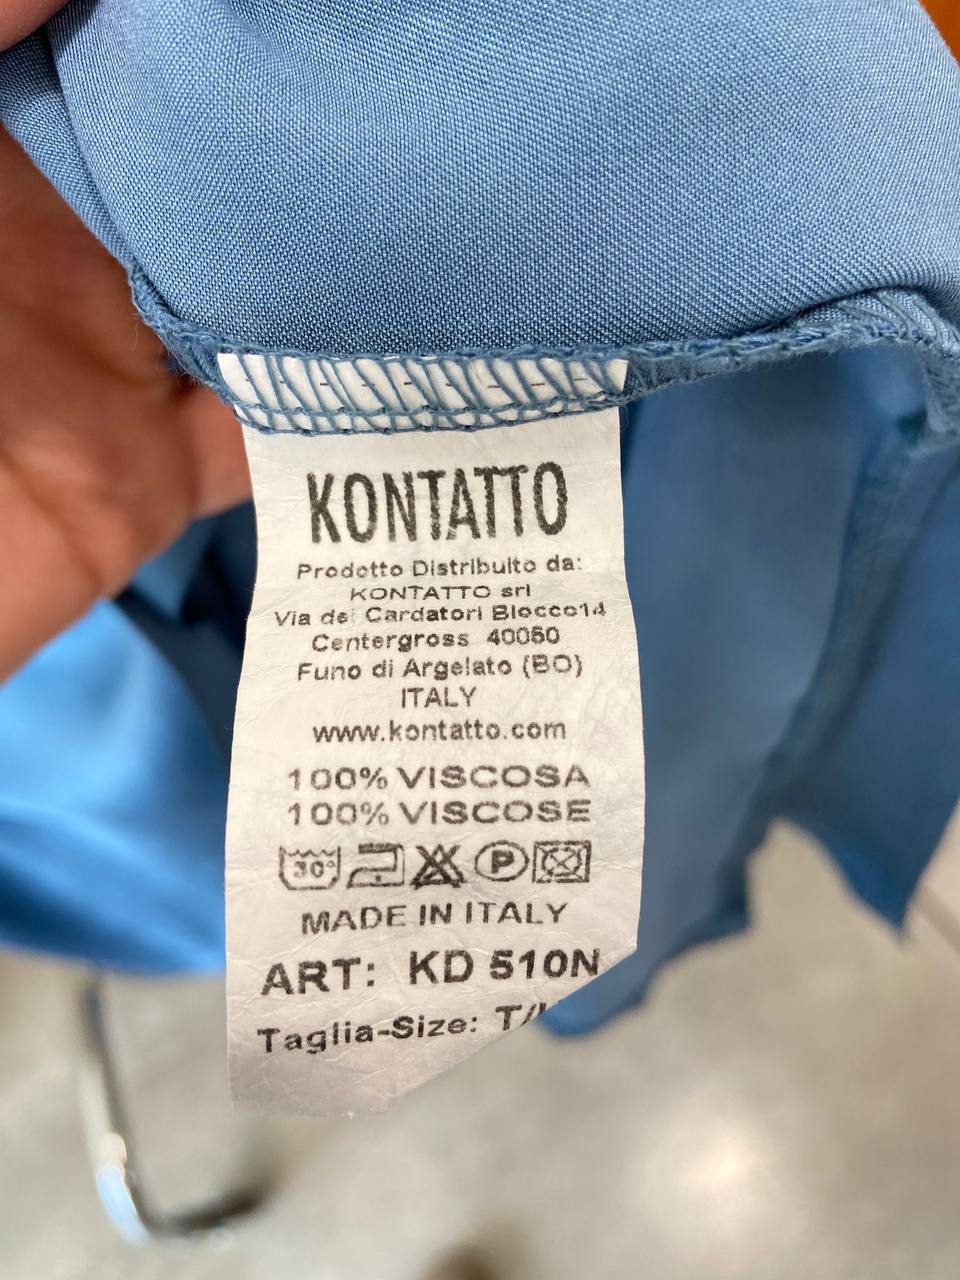 KONTATTO
Prodotto Distribuito da:
KONTATTO srl
Via dei Cardatori Blocco14
Centergross 40050
Funo di Argelato (BO)
ITALY
www.kontatto.com
100% VISCOSA
100% VISCOSE
30° P
MADE IN ITALY
ART: KD 510N
Taglia-Size: T/